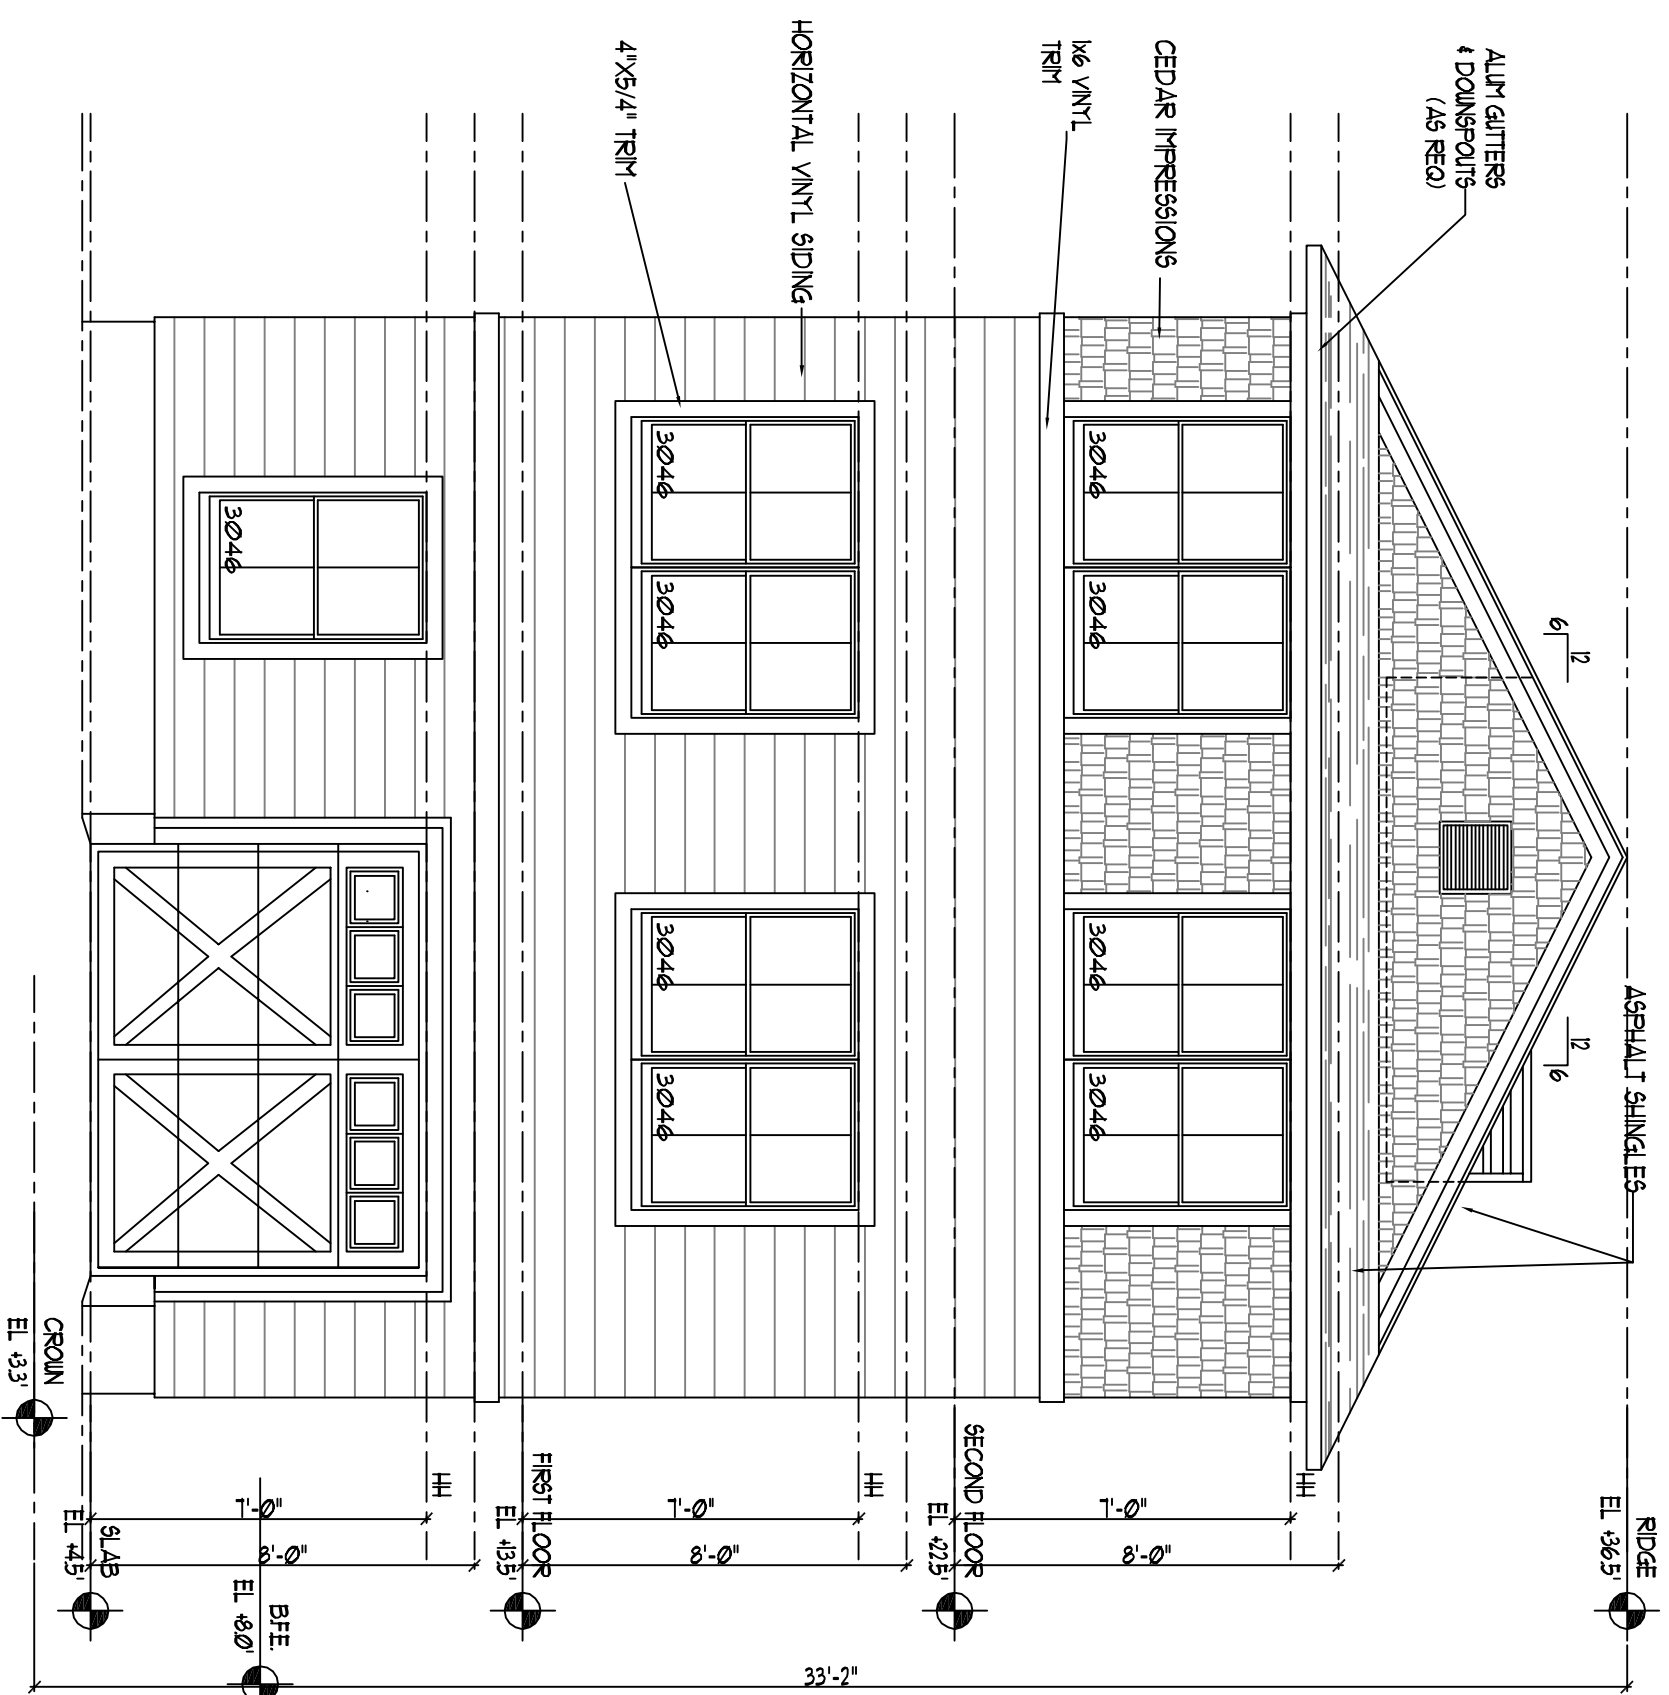 RIDGE
EL +36.5'
ASPHALT SHINGLES
ALUM GUTTERS
& DOWNSPOUTS
(AS REQ)
12
6
12
6
HH
CEDAR IMPRESSIONS
3046
3046
3046
3046
7'-0"
8'-0"
1x6 VINYL
TRIM
SECOND FLOOR
EL +22.5'
HORIZONTAL VINYL SIDING
HH
4"X5/4" TRIM
3046
3046
3046
3046
7'-0"
8'-0"
33'-2"
FIRST FLOOR
EL +13.5'
HH
3046
7'-0"
8'-0"
B.F.E.
EL +8.0'
SLAB
EL +4.5'
CROWN
EL +3.3'